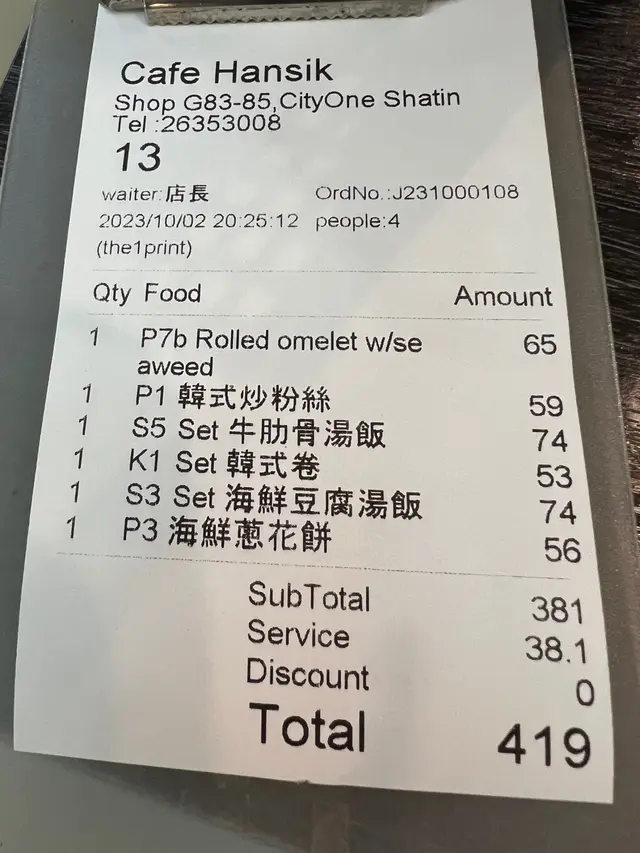 Cafe Hansik
Shop G83-85,CityOne Shatin
Tel :26353008
13
waiter:店長 OrdNo.:J231000108
2023/10/02 20:25:12 people:4
(the1print)
Qty Food Amount
1 P7b Rolled omelet w/se 65
aweed
1 P1 韓式炒粉絲 59
1 S5 Set 牛肋骨湯飯 74
1 K1 Set 韓式卷 53
1 S3 Set 海鮮豆腐湯飯 74
1 P3 海鮮蔥花餅 56
SubTotal 381
Service 38.1
Discount 0
Total 419